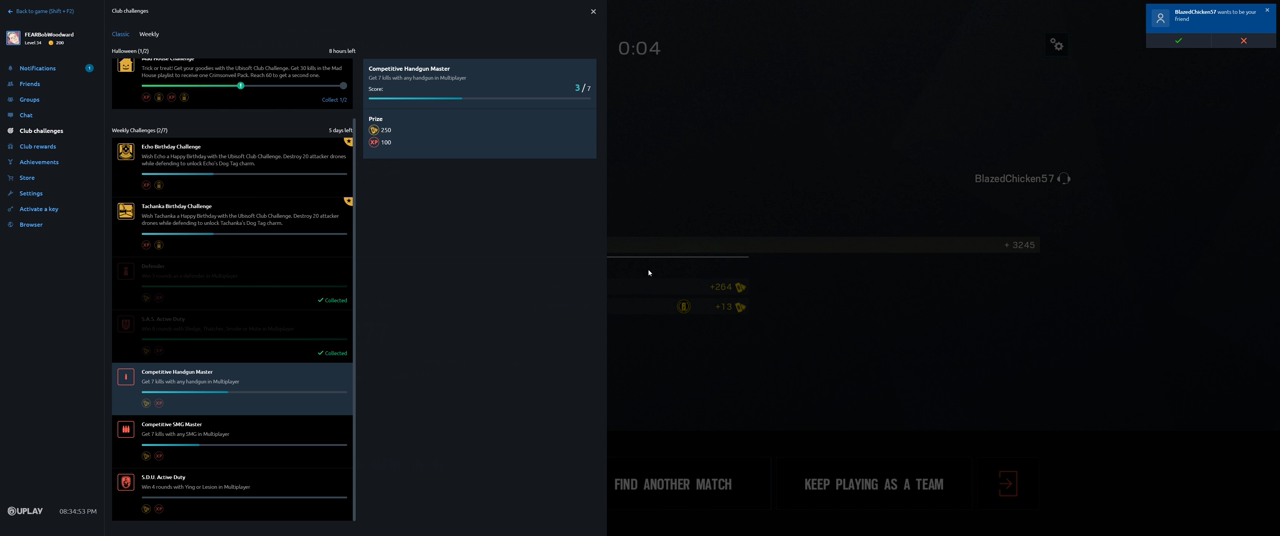 Back to game (Shift + F2)
FEARBobWoodward
Level 34 200
Notifications 1
Friends
Groups
Chat
Club challenges
Club rewards
Achievements
Store
Settings
Activate a key
Browser
UPLAY 08:34:53 PM
Club challenges
Classic Weekly
Halloween (1/2) 8 hours left
Mad House Challenge
Trick or treat! Get your goodies with the Ubisoft Club Challenge. Get 30 kills in the Mad
House playlist to receive one Crimsonveil Pack. Reach 60 to get a second one.
Collect 1/2
Weekly Challenges (2/7) 5 days left
Echo Birthday Challenge
Wish Echo a Happy Birthday with the Ubisoft Club Challenge. Destroy 20 attacker drones
while defending to unlock Echo's Dog Tag charm.
Tachanka Birthday Challenge
Wish Tachanka a Happy Birthday with the Ubisoft Club Challenge. Destroy 20 attacker
drones while defending to unlock Tachanka's Dog Tag charm.
Defender
Collected
S.A.S. Active Duty
Collected
Competitive Handgun Master
Get 7 kills with any handgun in Multiplayer
Competitive SMG Master
Get 7 kills with any SMG in Multiplayer
S.D.U. Active Duty
Win 4 rounds with Ying or Lesion in Multiplayer
Competitive Handgun Master
Get 7 kills with any handgun in Multiplayer
Score: 3 / 7
Prize
250
XP 100
0:04
BlazedChicken57
+ 3245
+264
+13
FIND ANOTHER MATCH
KEEP PLAYING AS A TEAM
BlazedChicken57 wants to be your
friend